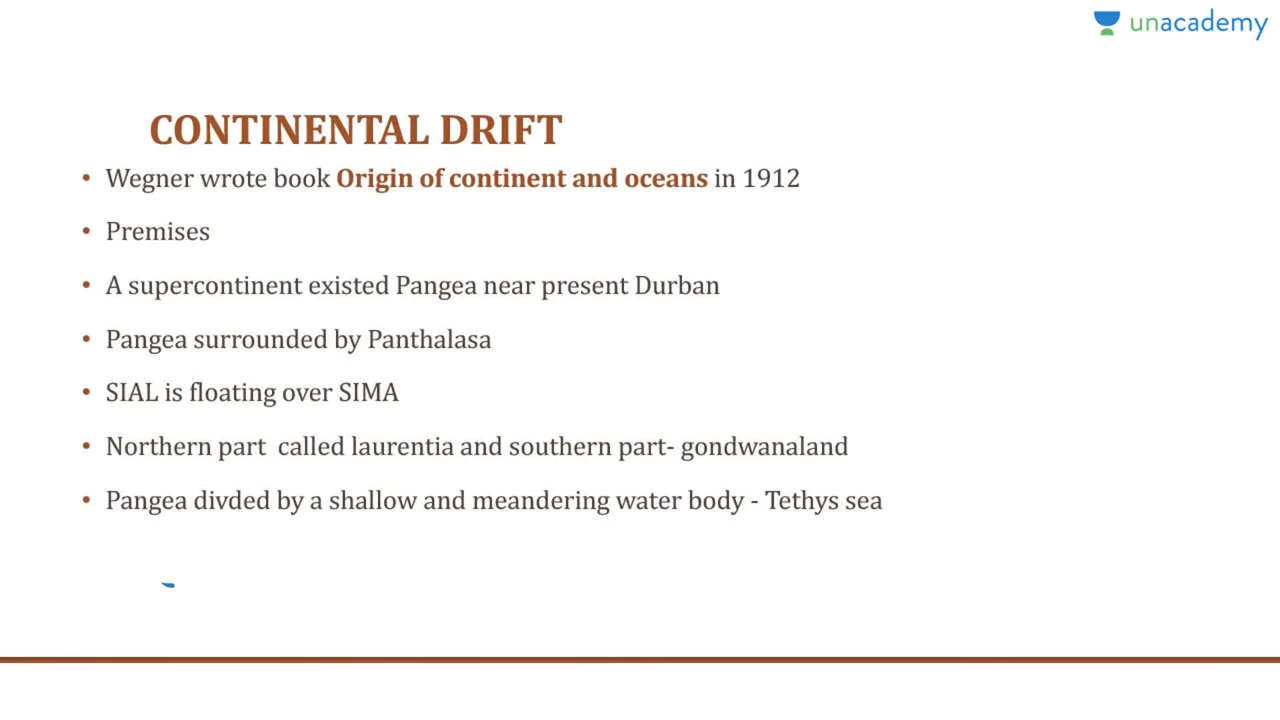 unacademy
CONTINENTAL DRIFT
• Wegner wrote book Origin of continent and oceans in 1912
• Premises
• A supercontinent existed Pangea near present Durban
• Pangea surrounded by Panthalasa
• SIAL is floating over SIMA
• Northern part called laurentia and southern part- gondwanaland
• Pangea divded by a shallow and meandering water body - Tethys sea